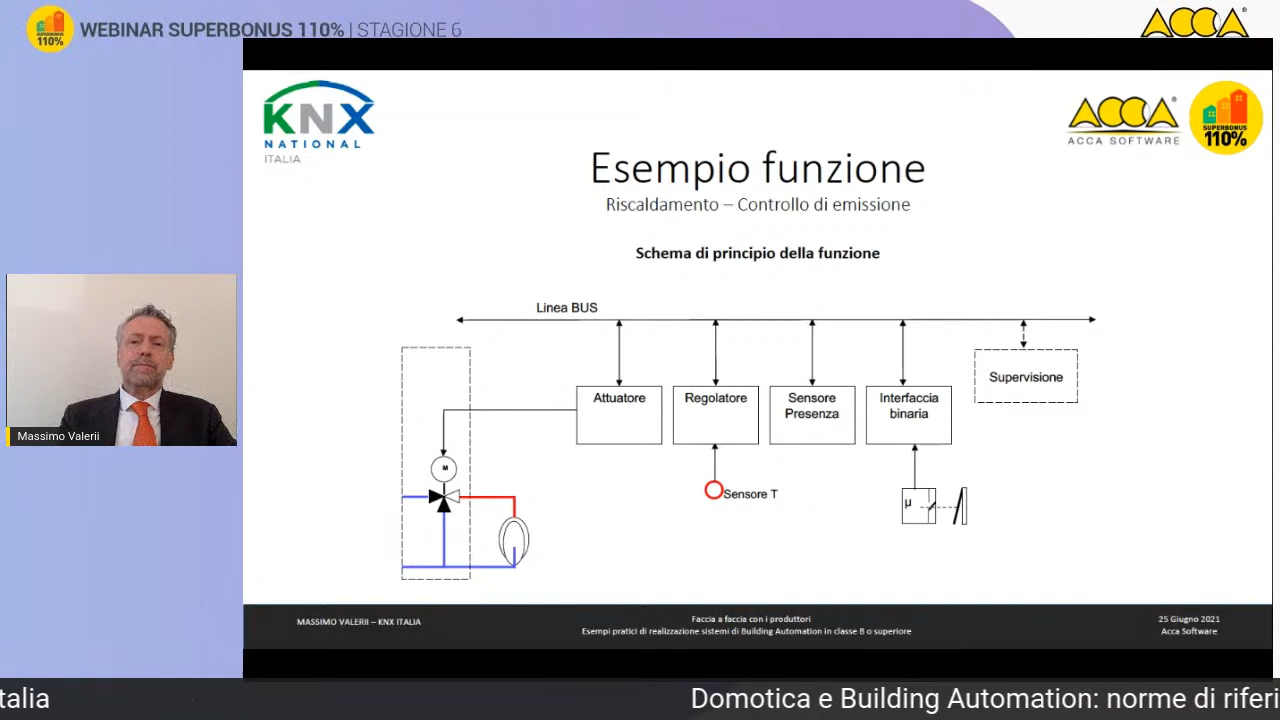 SUPERBONUS
110%
WEBINAR SUPERBONUS 110% | STAGIONE 6
ACCA
KNX
NATIONAL
ITALIA
ACCA
ACCA SOFTWARE
SUPERBONUS
110%
Esempio funzione
Riscaldamento – Controllo di emissione
Schema di principio della funzione
Linea BUS
Attuatore
Regolatore
Sensore
Presenza
Interfaccia
binaria
Supervisione
M
Sensore T
μ
Massimo Valerii
MASSIMO VALERII – KNX ITALIA
Faccia a faccia con i produttori
Esempi pratici di realizzazione sistemi di Building Automation in classe B o superiore
25 Giugno 2021
Acca Software
talia
Domotica e Building Automation: norme di riferi